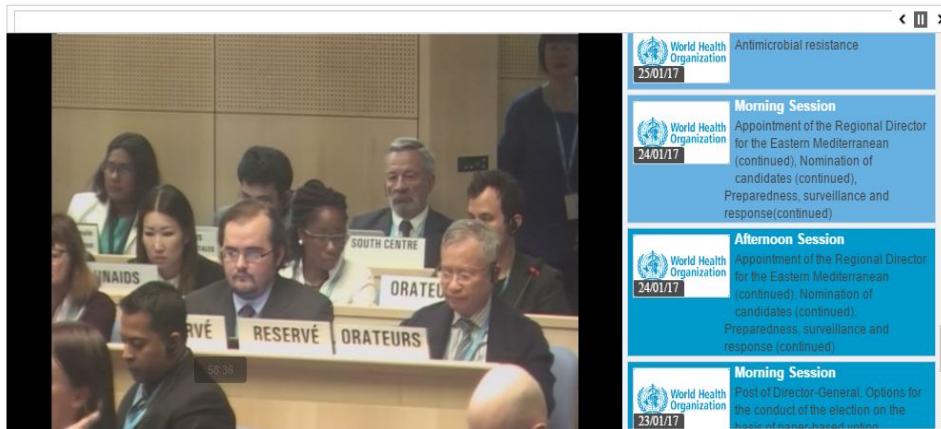 UNAIDS
SOUTH CENTRE
RVÉ
RESERVÉ
ORATEURS
58:36
World Health
Organization
25/01/17
Antimicrobial resistance
World Health
Organization
24/01/17
Morning Session
Appointment of the Regional Director
for the Eastern Mediterranean
(continued), Nomination of
candidates (continued),
Preparedness, surveillance and
response(continued)
World Health
Organization
24/01/17
Afternoon Session
Appointment of the Regional Director
for the Eastern Mediterranean
(continued), Nomination of
candidates (continued),
Preparedness, surveillance and
response (continued)
World Health
Organization
23/01/17
Morning Session
Post of Director-General, Options for
the conduct of the election on the
basis of paper-based voting